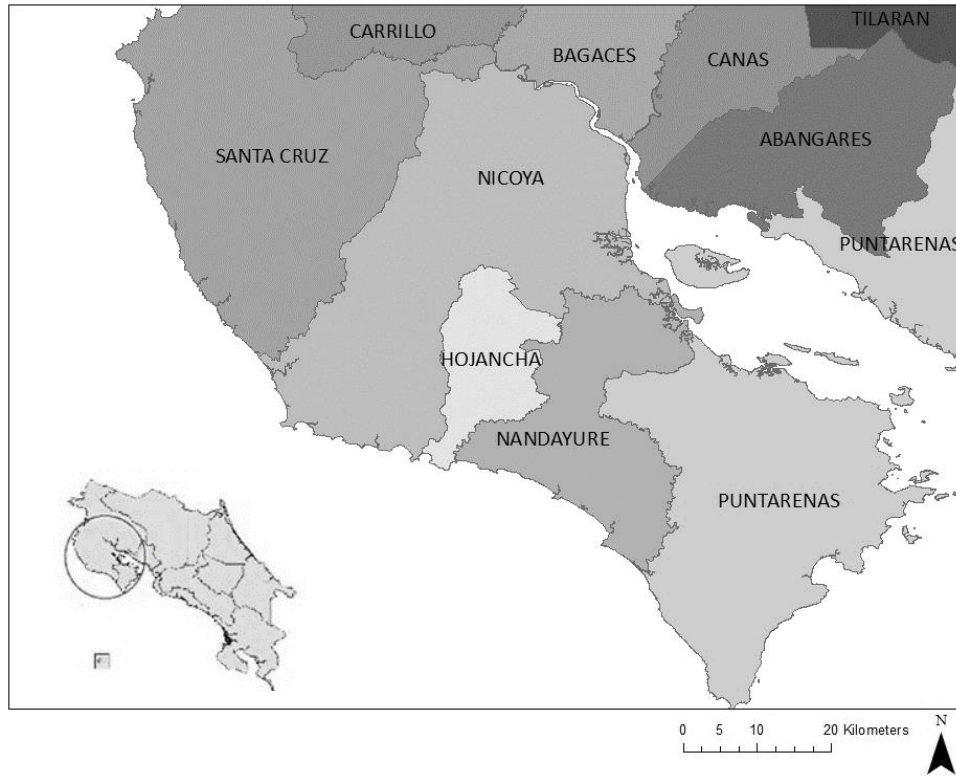 TILARAN
CARRILLO
BAGACES
CANAS
ABANGARES
SANTA CRUZ
NICOYA
PUNTARENAS
HOJANCHA
NANDAYURE
PUNTARENAS
0 5 10 20 Kilometers
N